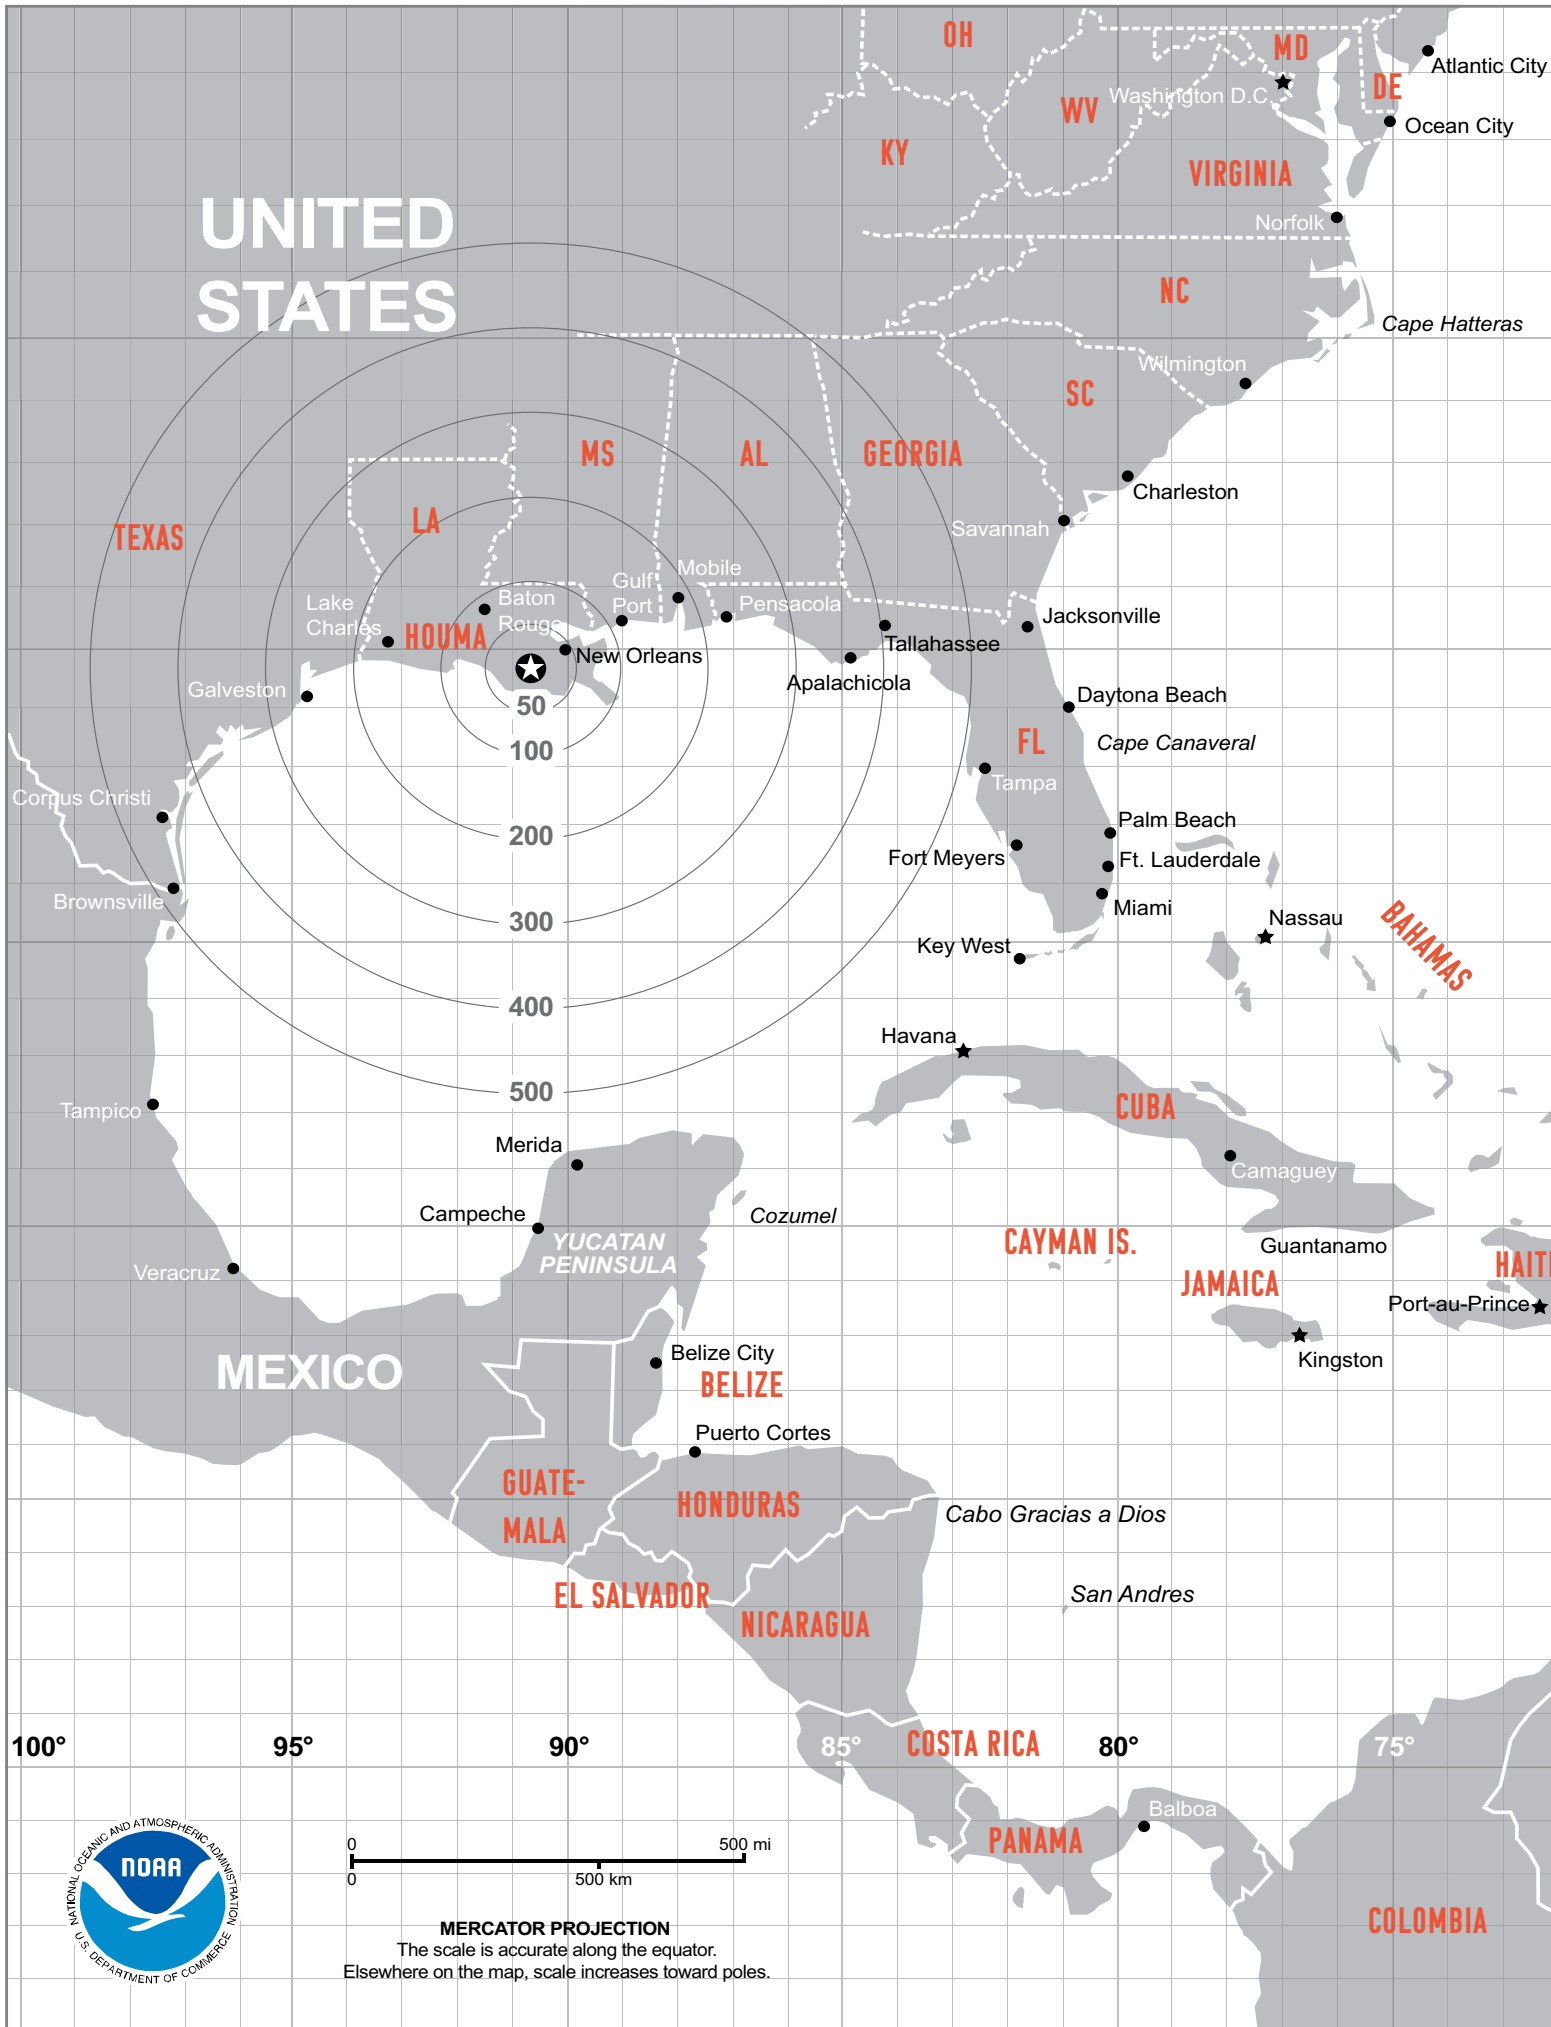 OH
MD
Atlantic City
DE
Washington D.C.
WV
Ocean City
KY
VIRGINIA
UNITED
STATES
Norfolk
NC
Cape Hatteras
Wilmington
SC
MS
AL
GEORGIA
Charleston
LA
TEXAS
Savannah
Mobile
Gulf
Port
Baton
Rouge
Lake
Charles
Pensacola
Jacksonville
HOUMA
Tallahassee
New Orleans
Apalachicola
Galveston
Daytona Beach
50
FL
Cape Canaveral
100
Tampa
Corpus Christi
Palm Beach
200
Fort Meyers
Ft. Lauderdale
Brownsville
Miami
Nassau
300
BAHAMAS
Key West
400
Havana
500
CUBA
Tampico
Merida
Camaguey
Campeche
Cozumel
YUCATAN
PENINSULA
CAYMAN IS.
Guantanamo
HAITI
Veracruz
JAMAICA
Port-au-Prince
Belize City
Kingston
MEXICO
BELIZE
Puerto Cortes
GUATE-
MALA
HONDURAS
Cabo Gracias a Dios
EL SALVADOR
San Andres
NICARAGUA
100°
95°
90°
85°
COSTA RICA
80°
75°
Balboa
PANAMA
COLOMBIA
NATIONAL OCEANIC AND ATMOSPHERIC ADMINISTRATION
NOAA
U.S. DEPARTMENT OF COMMERCE
0
500 mi
0
500 km
MERCATOR PROJECTION
The scale is accurate along the equator.
Elsewhere on the map, scale increases toward poles.